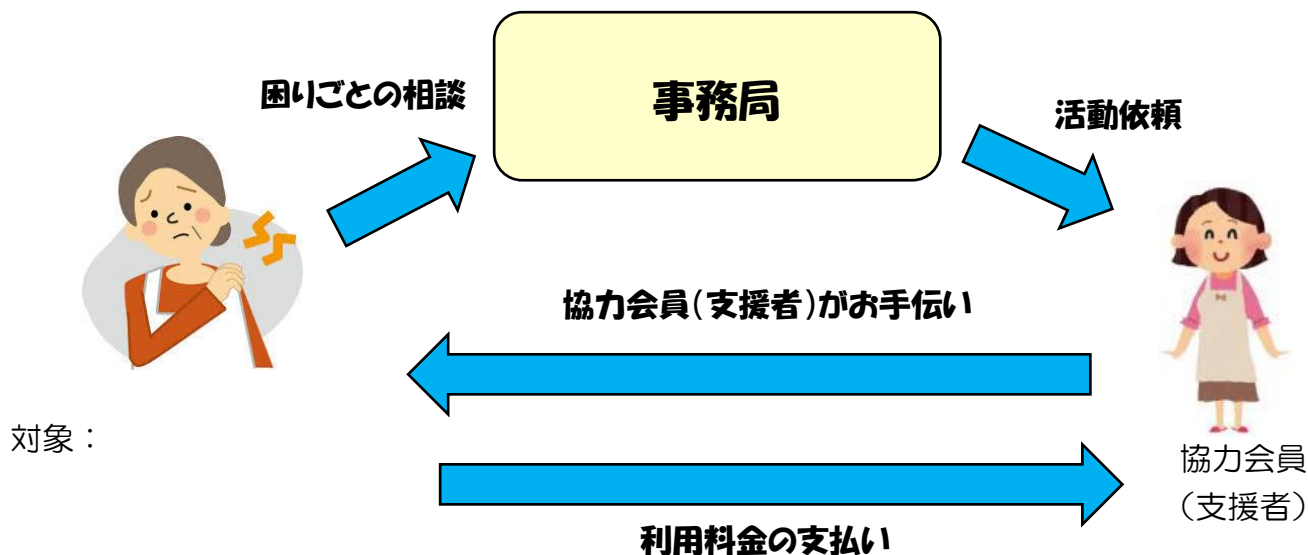 困りごとの相談
事務局
活動依頼
協力会員(支援者)がお手伝い
対象：
協力会員
（支援者）
利用料金の支払い